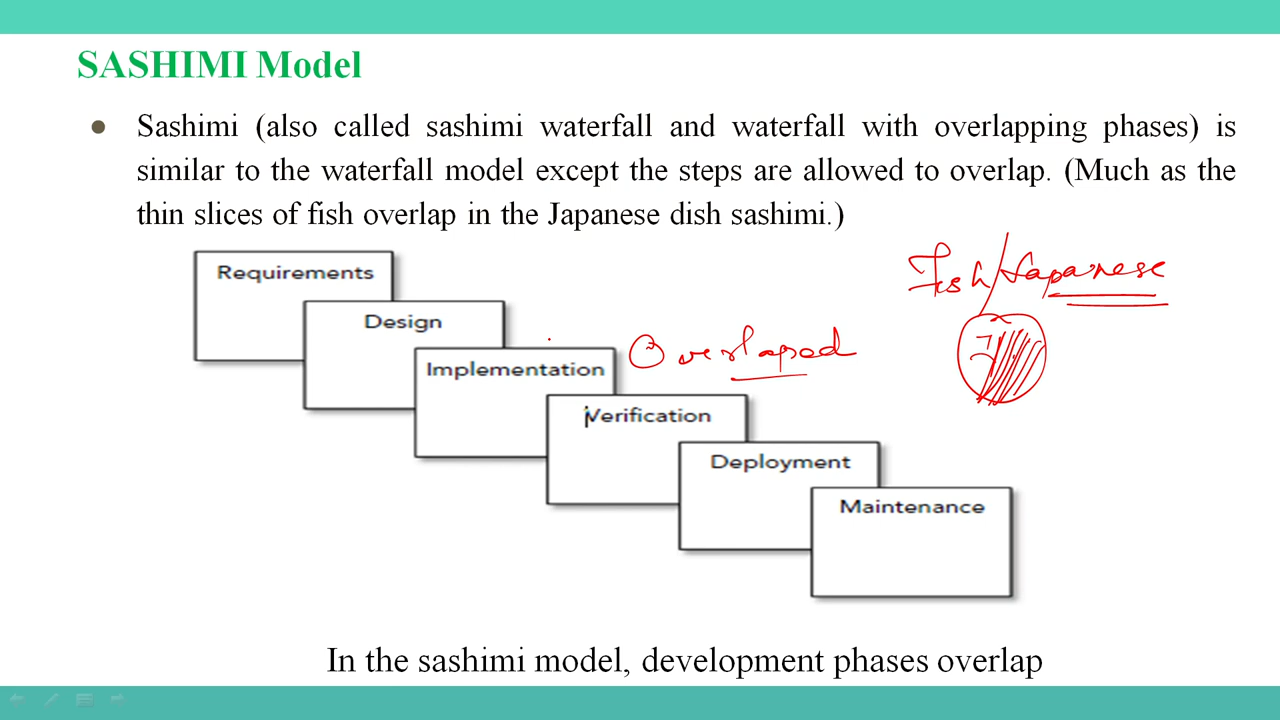 SASHIMI Model
● Sashimi (also called sashimi waterfall and waterfall with overlapping phases) is
similar to the waterfall model except the steps are allowed to overlap. (Much as the
thin slices of fish overlap in the Japanese dish sashimi.)
Fish/Japanese
Requirements
Design
Overlaped
Implementation
Verification
Deployment
Maintenance
In the sashimi model, development phases overlap